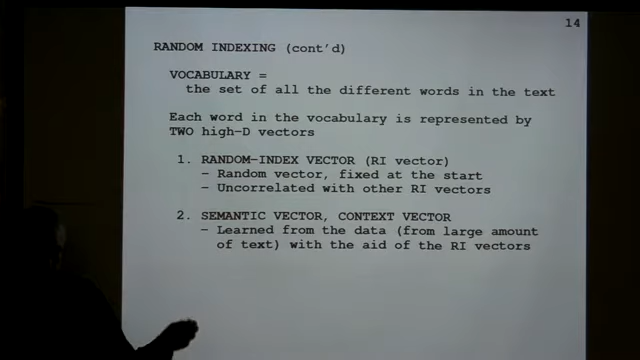 14
RANDOM INDEXING (cont'd)
VOCABULARY =
the set of all the different words in the text
Each word in the vocabulary is represented by
TWO high-D vectors
1. RANDOM-INDEX VECTOR (RI vector)
- Random vector, fixed at the start
- Uncorrelated with other RI vectors
2. SEMANTIC VECTOR, CONTEXT VECTOR
- Learned from the data (from large amount
of text) with the aid of the RI vectors